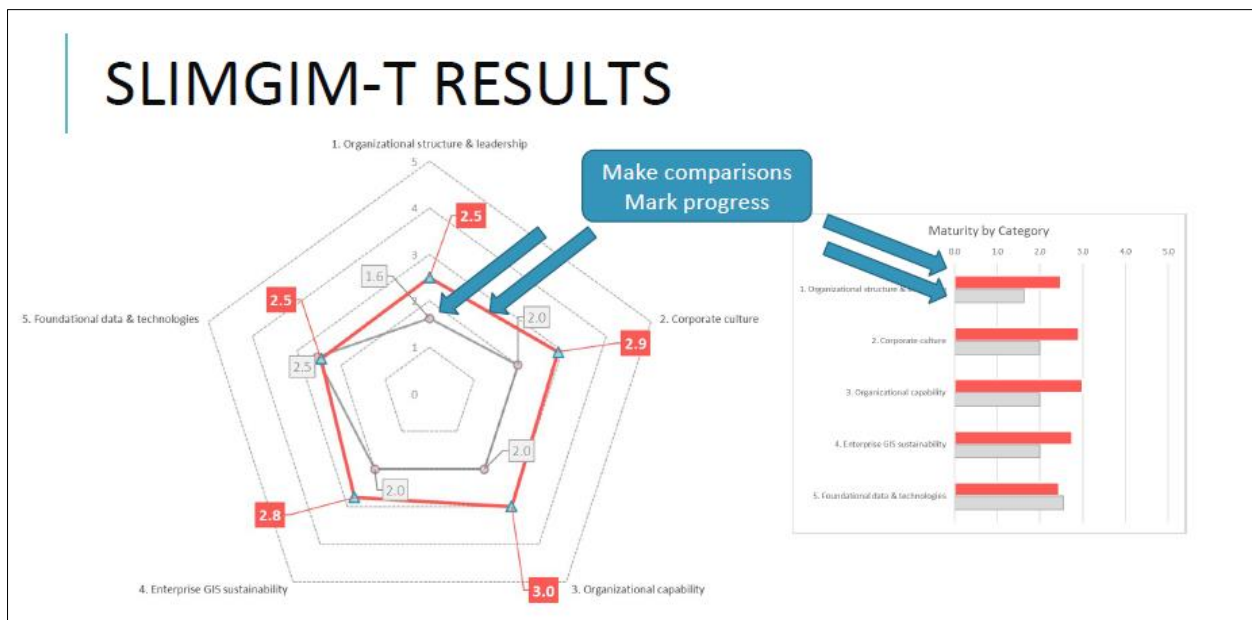 SLIMGIM-T RESULTS
1. Organizational structure & leadership
5
4
3
2
1
0
2.5
1.6
2.0
2.9
2.5
2.5
2.0
2.0
2.8
3.0
2. Corporate culture
3. Organizational capability
4. Enterprise GIS sustainability
5. Foundational data & technologies
Make comparisons
Mark progress
Maturity by Category
0.0 1.0 2.0 3.0 4.0 5.0
1. Organizational structure &
2. Corporate culture
3. Organizational capability
4. Enterprise GIS sustainability
5. Foundational data & technologies